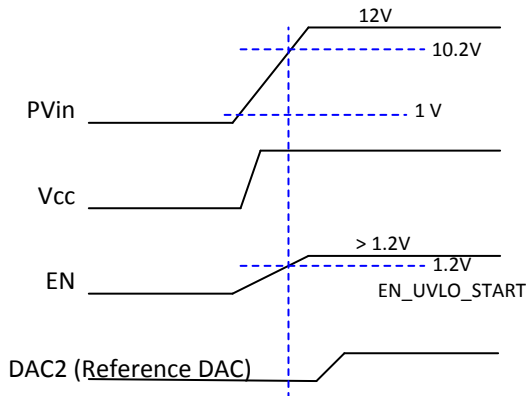 12V
10.2V
PVin
1 V
Vcc
> 1.2V
1.2V
EN
EN_UVLO_START
DAC2 (Reference DAC)